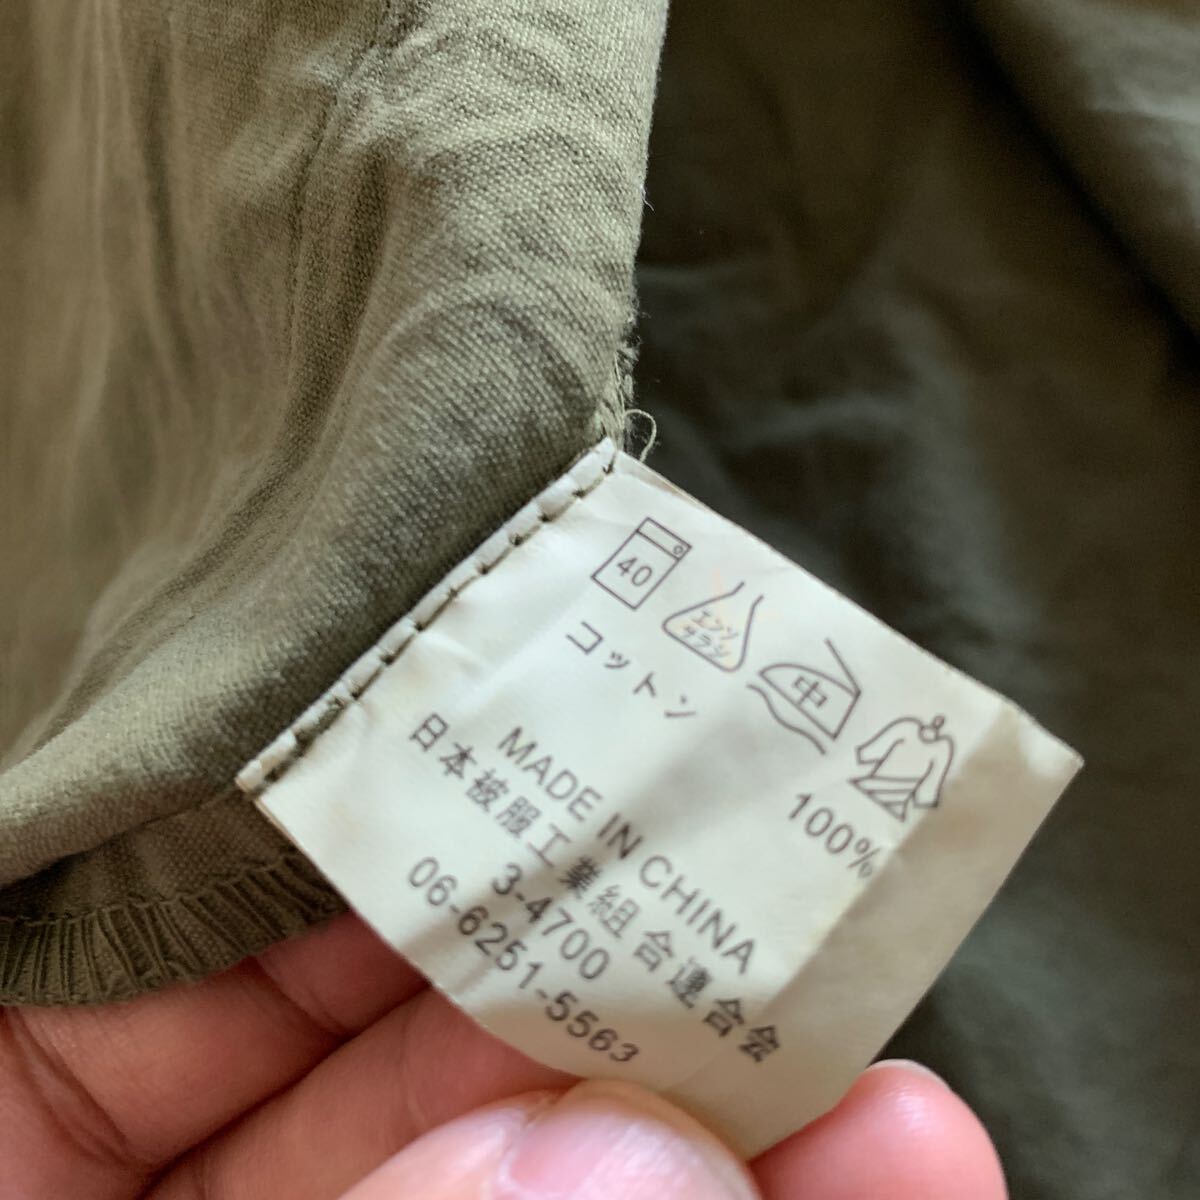 40
エンソ
サラシ
中
コットン 100%
MADE IN CHINA
日本被服工業組合連合会
3-4700
06-6251-5563